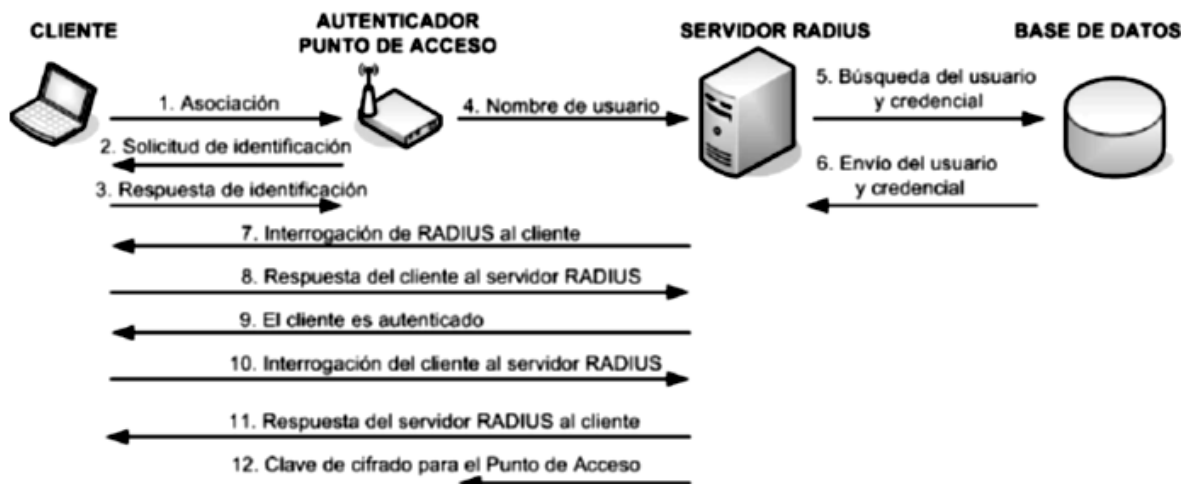 CLIENTE
AUTENTICADOR
PUNTO DE ACCESO
SERVIDOR RADIUS
BASE DE DATOS
1. Asociación
2. Solicitud de identificación
3. Respuesta de identificación
4. Nombre de usuario
5. Búsqueda del usuario
y credencial
6. Envío del usuario
y credencial
7. Interrogación de RADIUS al cliente
8. Respuesta del cliente al servidor RADIUS
9. El cliente es autenticado
10. Interrogación del cliente al servidor RADIUS
11. Respuesta del servidor RADIUS al cliente
12. Clave de cifrado para el Punto de Acceso